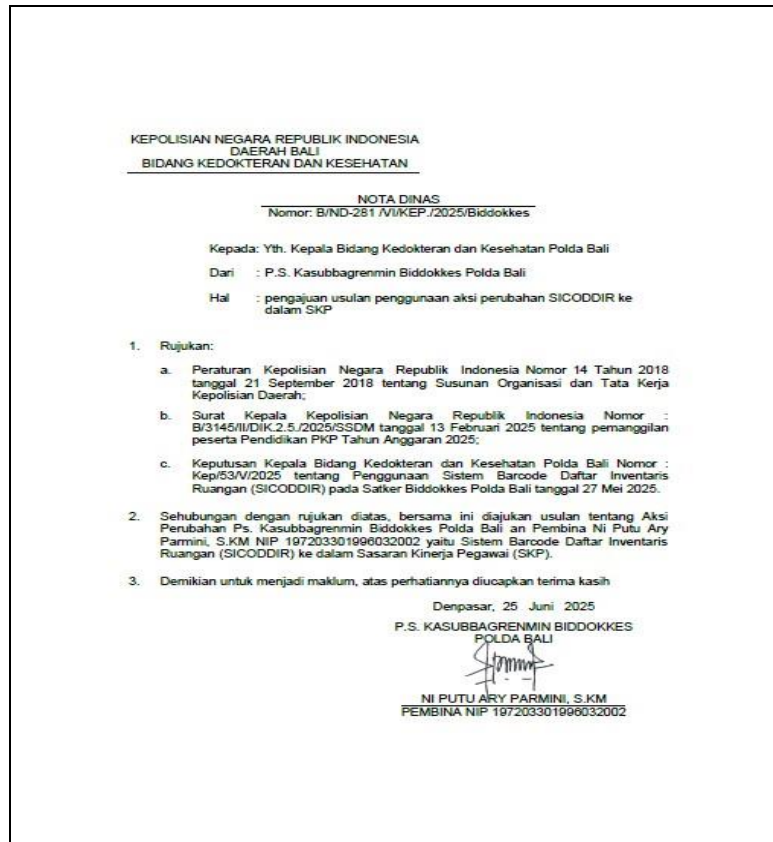 KEPOLISIAN NEGARA REPUBLIK INDONESIA
DAERAH BALI
BIDANG KEDOKTERAN DAN KESEHATAN
NOTA DINAS
Nomor: B/ND-281 /VI/KEP./2025/Biddokkes
Kepada: Yth. Kepala Bidang Kedokteran dan Kesehatan Polda Bali
Dari : P.S. Kasubbagrenmin Biddokkes Polda Bali
Hal : pengajuan usulan penggunaan aksi perubahan SICODDIR ke
dalam SKP
1. Rujukan:
a. Peraturan Kepolisian Negara Republik Indonesia Nomor 14 Tahun 2018
tanggal 21 September 2018 tentang Susunan Organisasi dan Tata Kerja
Kepolisian Daerah;
b. Surat Kepala Kepolisian Negara Republik Indonesia Nomor :
B/3145/II/DIK.2.5./2025/SSDM tanggal 13 Februari 2025 tentang pemanggilan
peserta Pendidikan PKP Tahun Anggaran 2025;
c. Keputusan Kepala Bidang Kedokteran dan Kesehatan Polda Bali Nomor :
Kep/53/V/2025 tentang Penggunaan Sistem Barcode Daftar Inventaris
Ruangan (SICODDIR) pada Satker Biddokkes Polda Bali tanggal 27 Mei 2025.
2. Sehubungan dengan rujukan diatas, bersama ini diajukan usulan tentang Aksi
Perubahan Ps. Kasubbagrenmin Biddokkes Polda Bali an Pembina Ni Putu Ary
Parmini, S.KM NIP 197203301996032002 yaitu Sistem Barcode Daftar Inventaris
Ruangan (SICODDIR) ke dalam Sasaran Kinerja Pegawai (SKP).
3. Demikian untuk menjadi maklum, atas perhatiannya diucapkan terima kasih
Denpasar, 25 Juni 2025
P.S. KASUBBAGRENMIN BIDDOKKES
POLDA BALI
NI PUTU ARY PARMINI, S.KM
PEMBINA NIP 197203301996032002